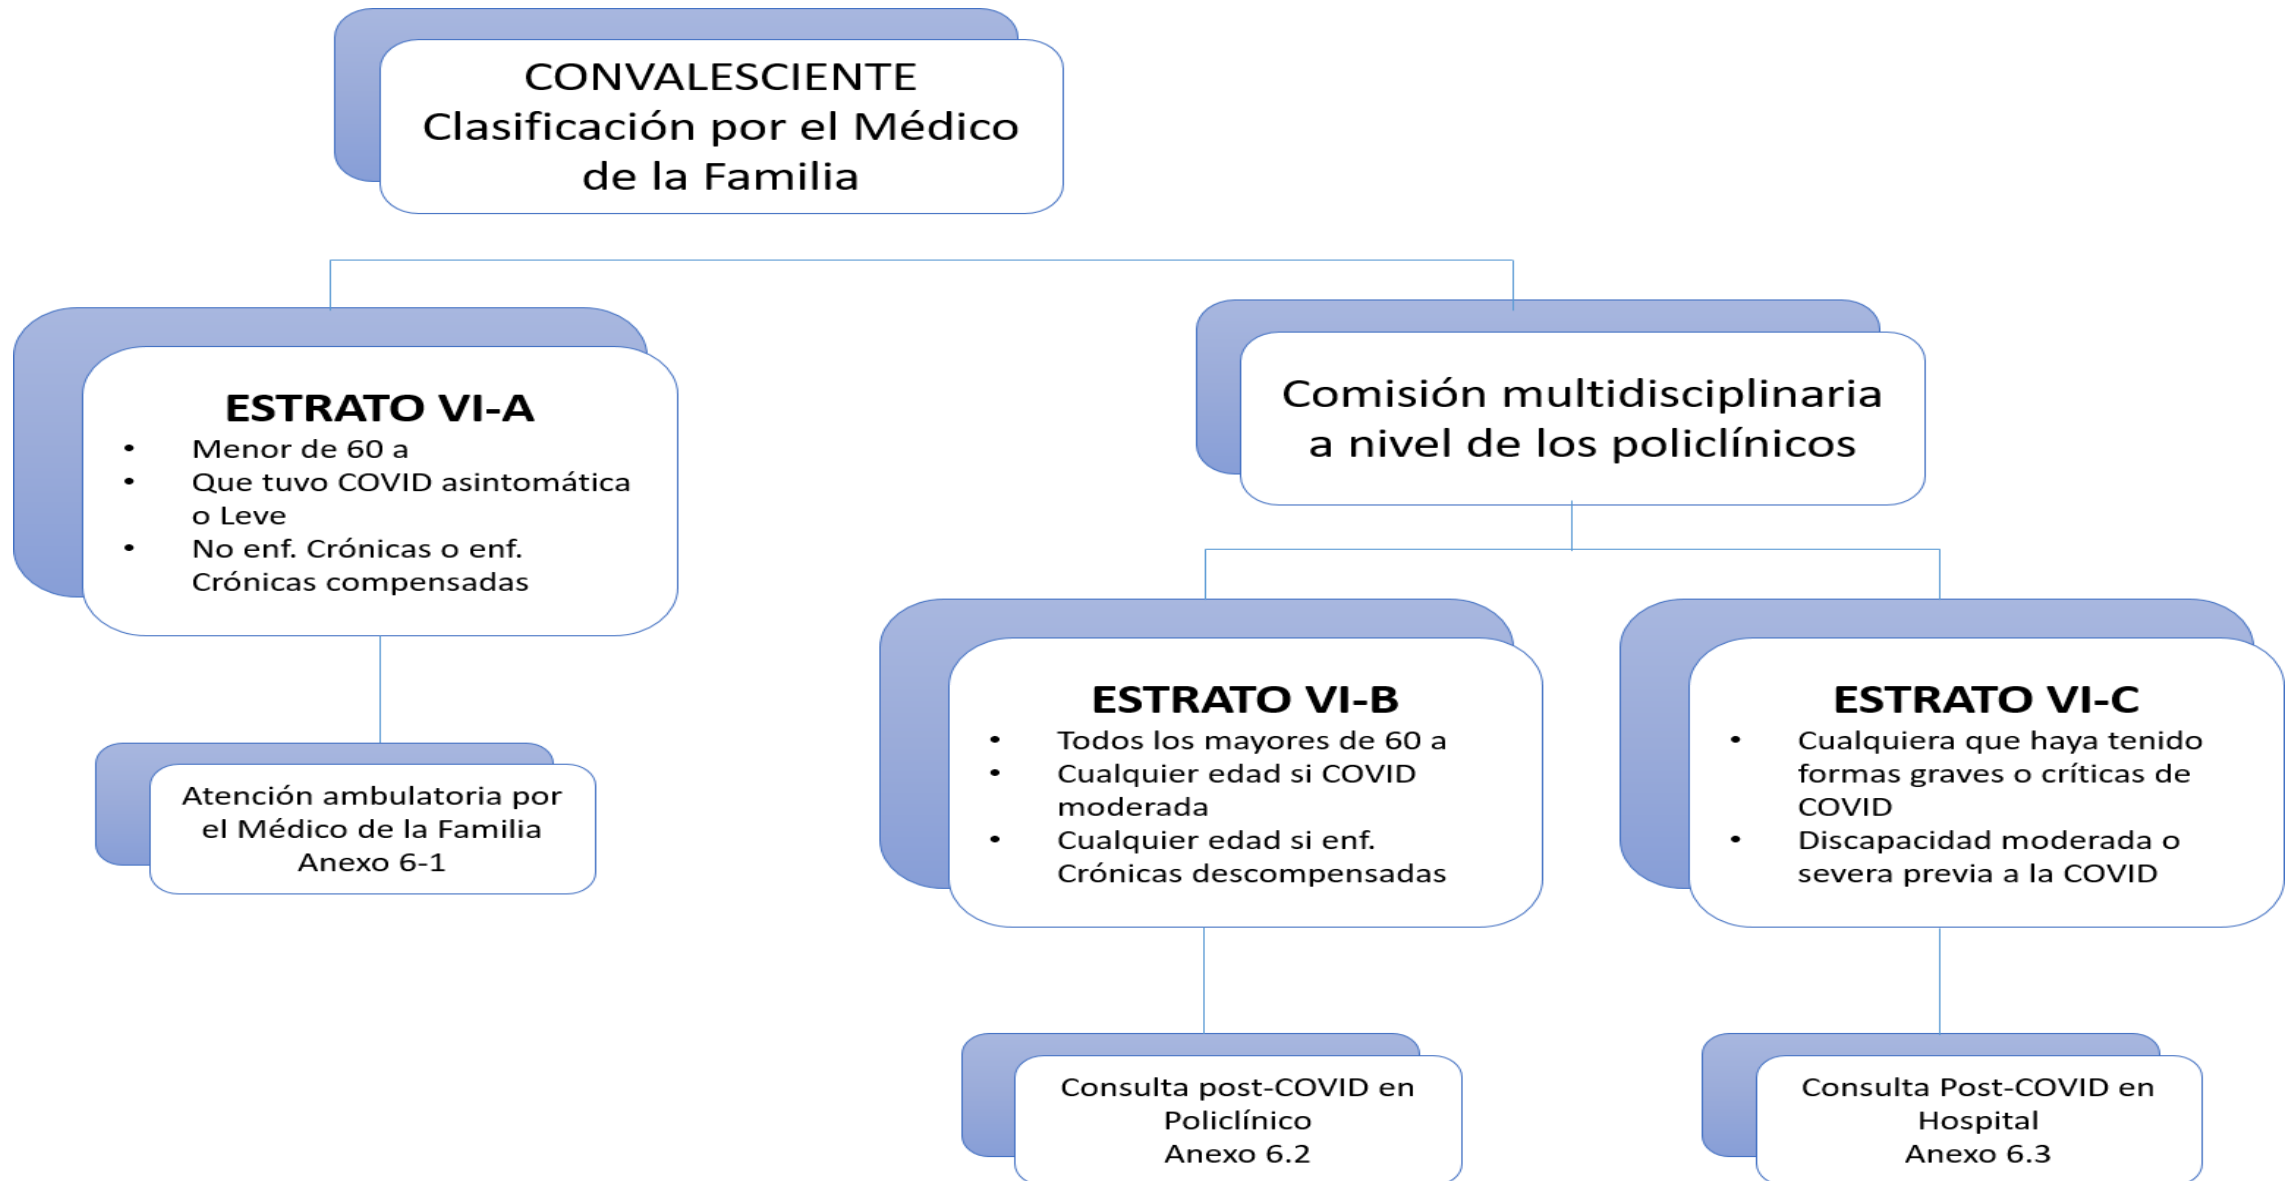 CONVALESCIENTE
Clasificación por el Médico
de la Familia
ESTRATO VI-A
• Menor de 60 a
• Que tuvo COVID asintomática
o Leve
• No enf. Crónicas o enf.
Crónicas compensadas
Atención ambulatoria por
el Médico de la Familia
Anexo 6-1
Comisión multidisciplinaria
a nivel de los policlínicos
ESTRATO VI-B
• Todos los mayores de 60 a
• Cualquier edad si COVID
moderada
• Cualquier edad si enf.
Crónicas descompensadas
Consulta post-COVID en
Policlínico
Anexo 6.2
ESTRATO VI-C
• Cualquiera que haya tenido
formas graves o críticas de
COVID
• Discapacidad moderada o
severa previa a la COVID
Consulta Post-COVID en
Hospital
Anexo 6.3